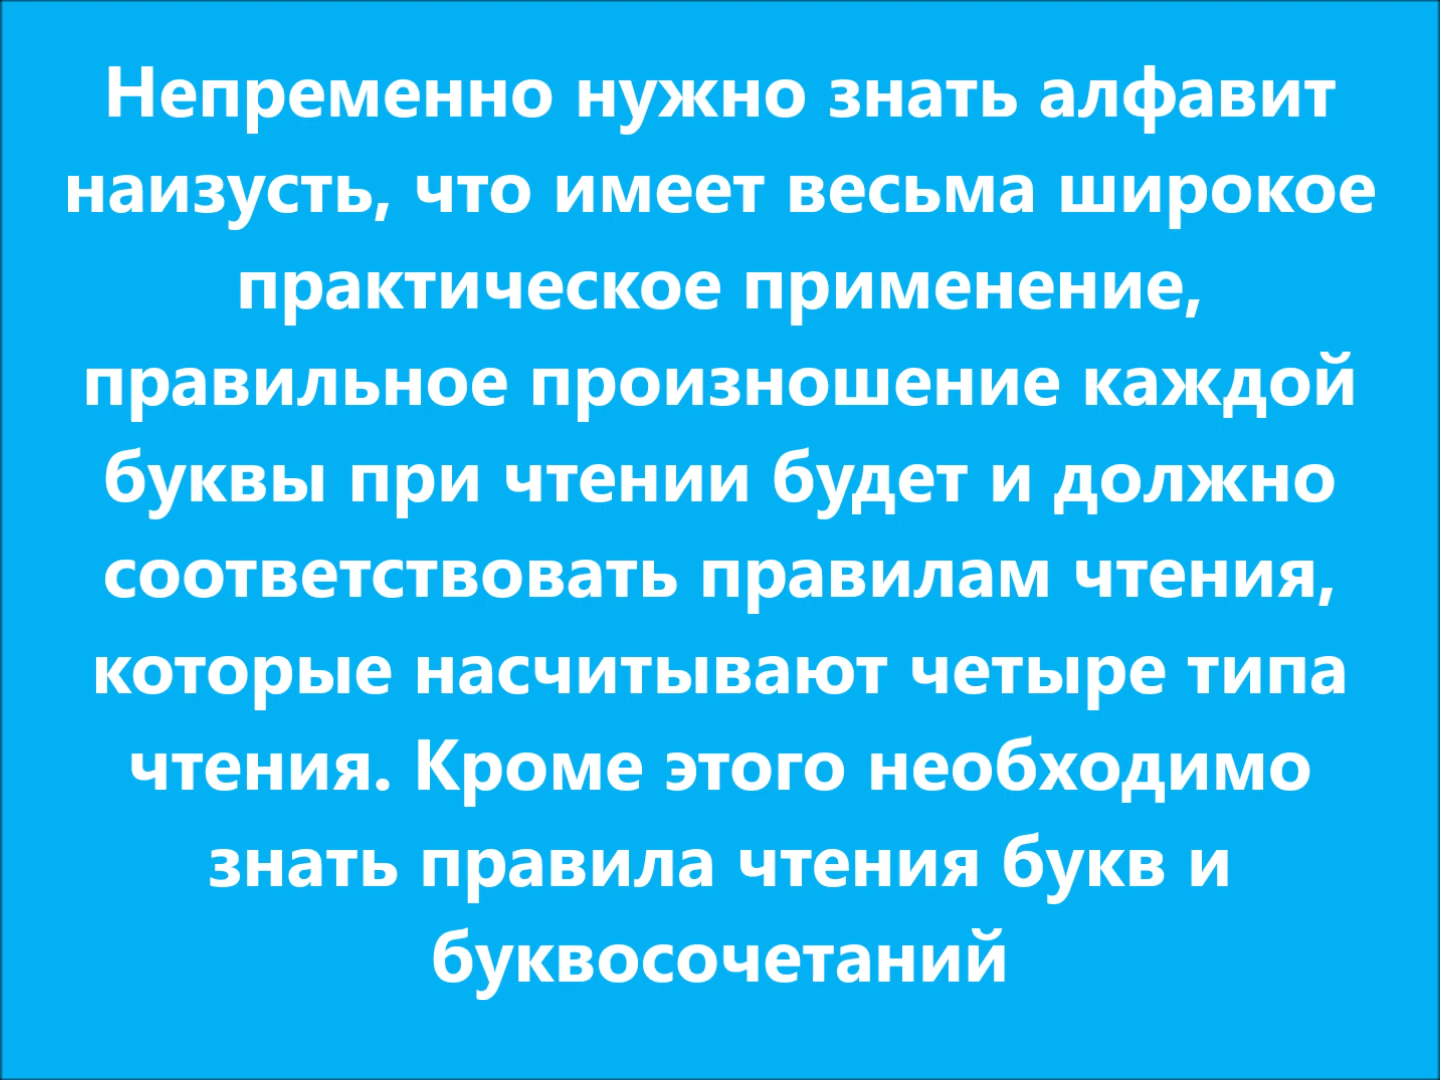 Непременно нужно знать алфавит
наизусть, что имеет весьма широкое
практическое применение,
правильное произношение каждой
буквы при чтении будет и должно
соответствовать правилам чтения,
которые насчитывают четыре типа
чтения. Кроме этого необходимо
знать правила чтения букв и
буквосочетаний